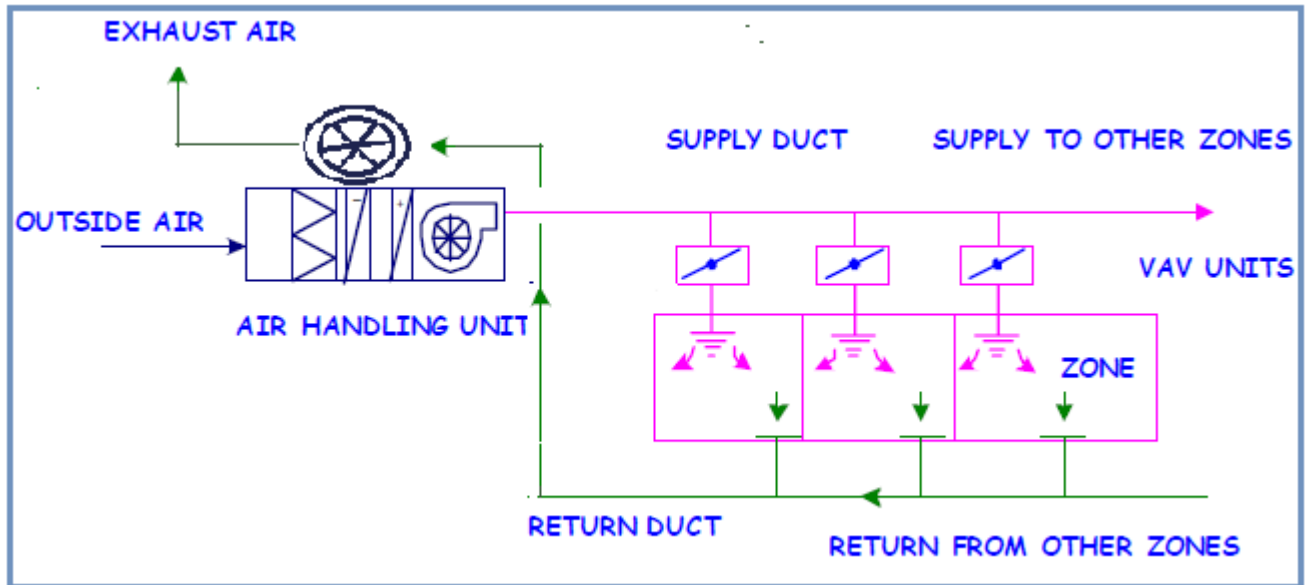 EXHAUST AIR
SUPPLY DUCT
SUPPLY TO OTHER ZONES
OUTSIDE AIR
VAV UNITS
AIR HANDLING UNIT
ZONE
RETURN DUCT
RETURN FROM OTHER ZONES